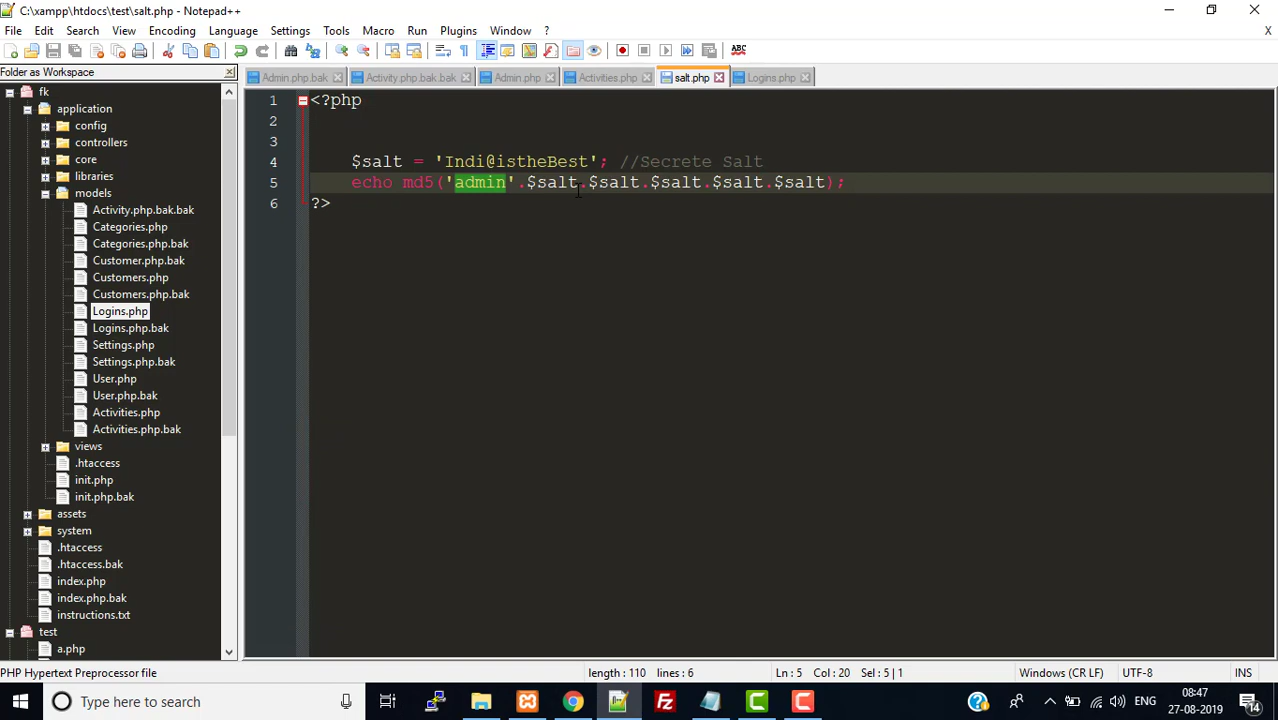 C:\xampp\htdocs\test\salt.php - Notepad++
File Edit Search View Encoding Language Settings Tools Macro Run Plugins Window ?
ABC
Folder as Workspace
Admin.php.bak Activity.php.bak.bak Admin.php Activities.php salt.php Logins.php
fk
application
config
controllers
core
libraries
models
Activity.php.bak.bak
Categories.php
Categories.php.bak
Customer.php.bak
Customers.php
Customers.php.bak
Logins.php
Logins.php.bak
Settings.php
Settings.php.bak
User.php
User.php.bak
Activities.php
Activities.php.bak
views
.htaccess
init.php
init.php.bak
assets
system
.htaccess
.htaccess.bak
index.php
index.php.bak
instructions.txt
test
a.php
1 <?php
2
3
4 $salt = 'Indi@istheBest'; //Secrete Salt
5 echo md5('admin'.$salt.$salt.$salt.$salt.$salt);
6 ?>
PHP Hypertext Preprocessor file length : 110 lines : 6 Ln : 5 Col : 20 Sel : 5 | 1 Windows (CR LF) UTF-8 INS
Type here to search
ENG
08:47
27-08-2019
14